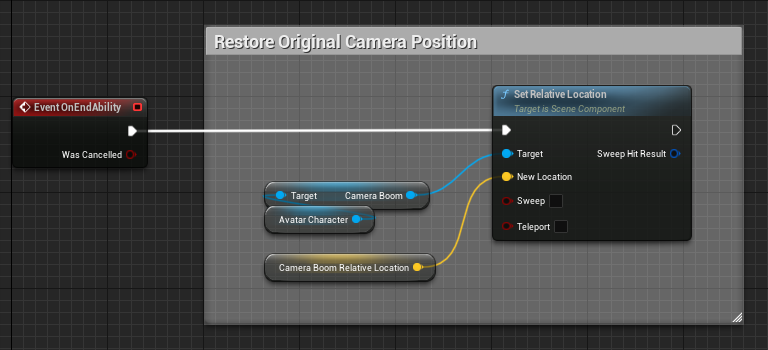 Restore Original Camera Position
Event OnEndAbility
Was Cancelled
f Set Relative Location
Target is Scene Component
Target
Sweep Hit Result
New Location
Sweep
Teleport
Target
Camera Boom
Avatar Character
Camera Boom Relative Location